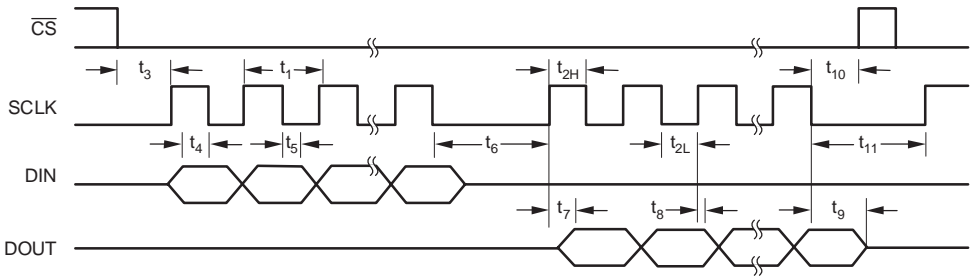 CS
t3 t1 t2H t10
SCLK
t4 t5 t6 t2L t11
DIN
t7 t8 t9
DOUT